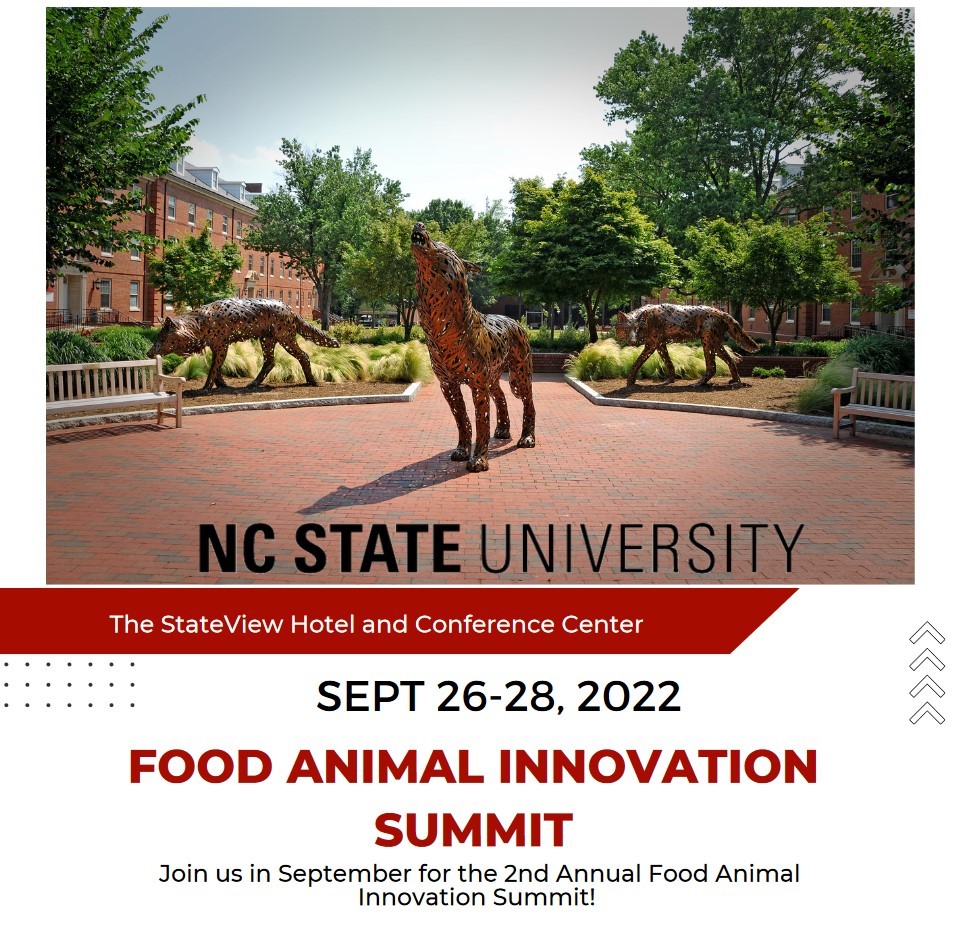 NC STATE UNIVERSITY
The StateView Hotel and Conference Center
SEPT 26-28, 2022
FOOD ANIMAL INNOVATION
SUMMIT
Join us in September for the 2nd Annual Food Animal
Innovation Summit!